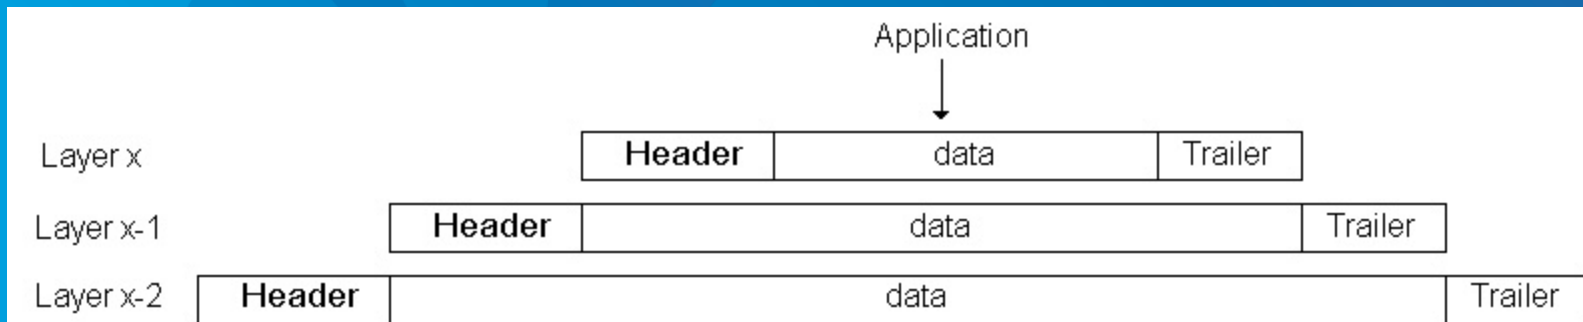 Application
Layer x Header data Trailer
Layer x-1 Header data Trailer
Layer x-2 Header data Trailer